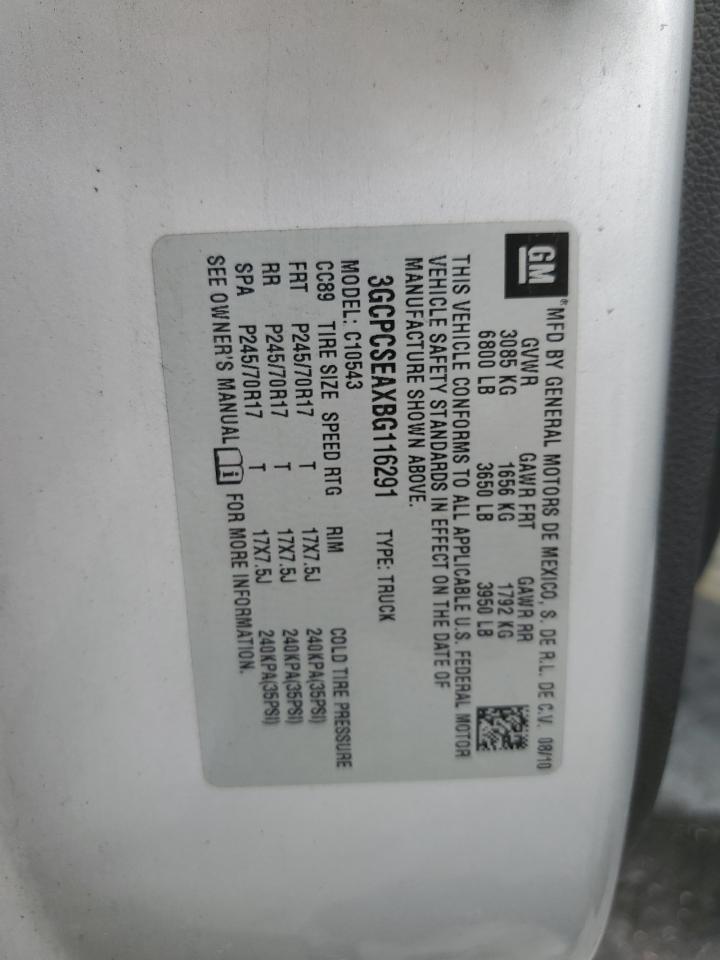 GM
®MFD BY GENERAL MOTORS DE MEXICO, S. DE R.L. DE C.V. 08/10
GVWR GAWR FRT GAWR RR
3085 KG 1656 KG 1792 KG
6800 LB 3650 LB 3950 LB
THIS VEHICLE CONFORMS TO ALL APPLICABLE U.S. FEDERAL MOTOR
VEHICLE SAFETY STANDARDS IN EFFECT ON THE DATE OF
MANUFACTURE SHOWN ABOVE.
3GCPCSEAXBG116291 TYPE: TRUCK
MODEL: C10543
CC89 TIRE SIZE SPEED RTG RIM COLD TIRE PRESSURE
FRT P245/70R17 T 17X7.5J 240KPA(35PSI)
RR P245/70R17 T 17X7.5J 240KPA(35PSI)
SPA P245/70R17 T 17X7.5J 240KPA(35PSI)
SEE OWNER'S MANUAL i FOR MORE INFORMATION.